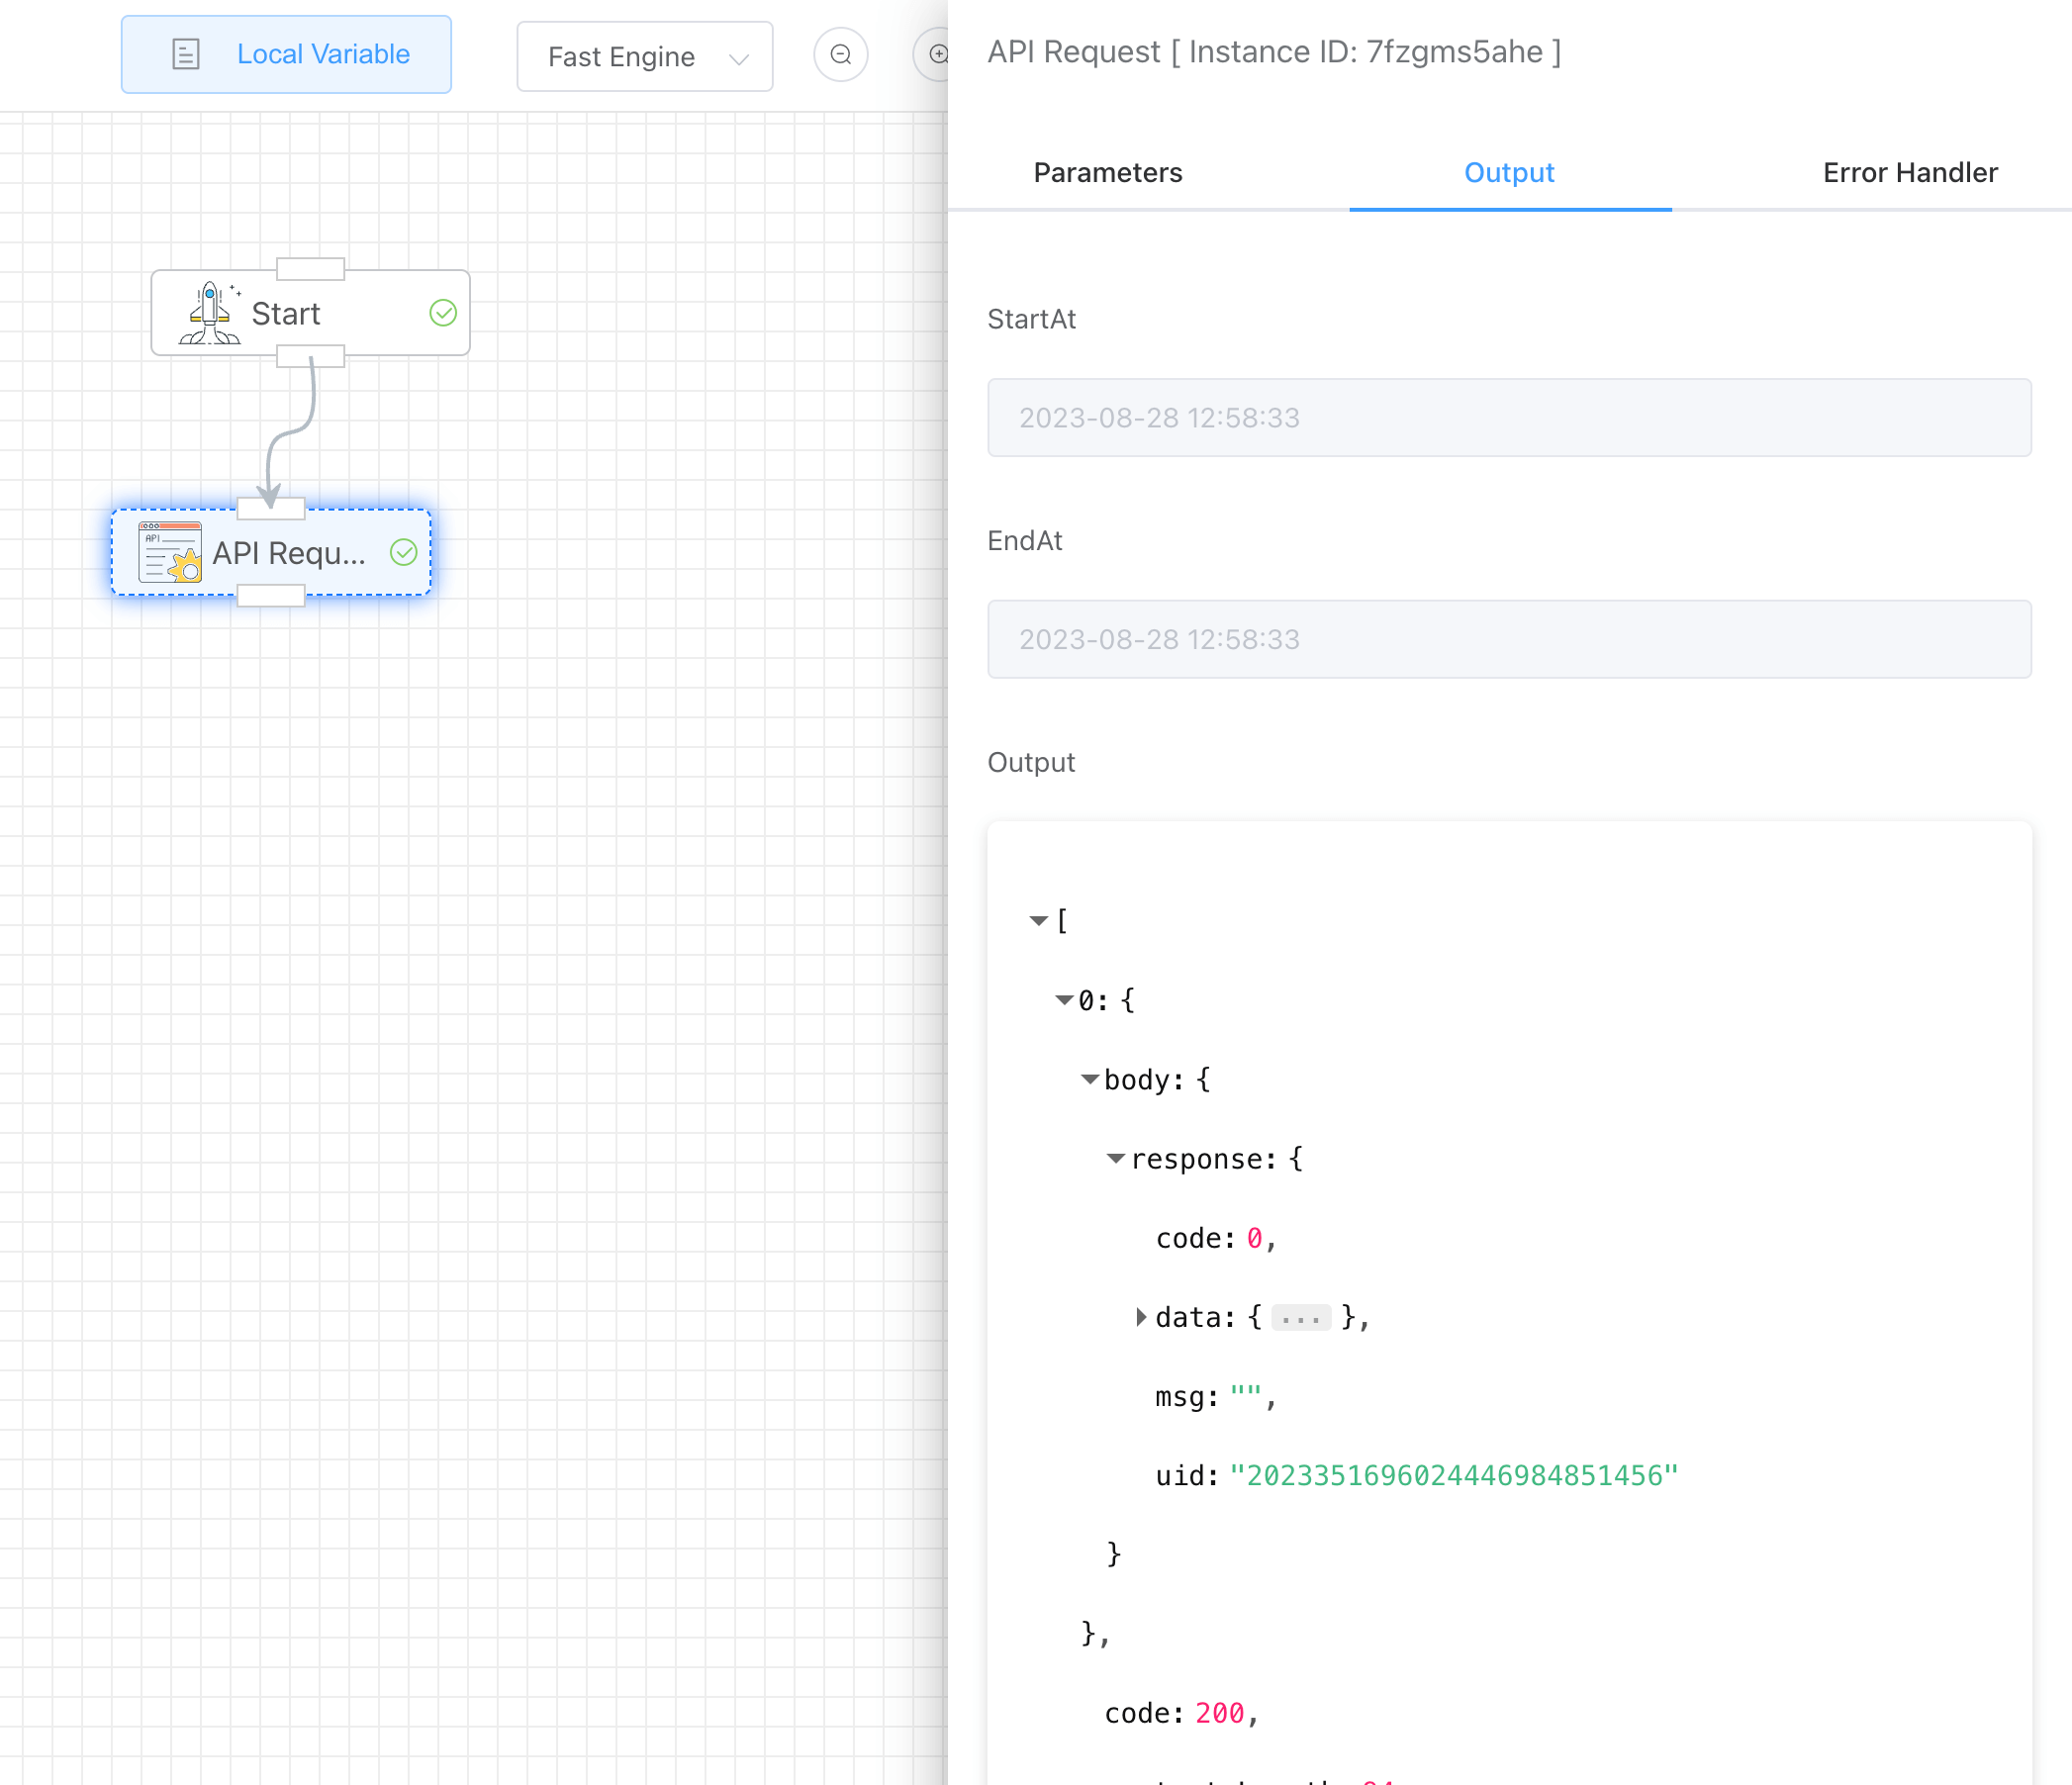 Local Variable
Fast Engine
API Request [ Instance ID: 7fzgms5ahe ]
Parameters
Output
Error Handler
Start
API
API Requ...
StartAt
2023-08-28 12:58:33
EndAt
2023-08-28 12:58:33
Output
[
0: {
body: {
response: {
code: 0,
data: { ... },
msg: "",
uid: "20233516960244469848​51456"
}
},
code: 200,